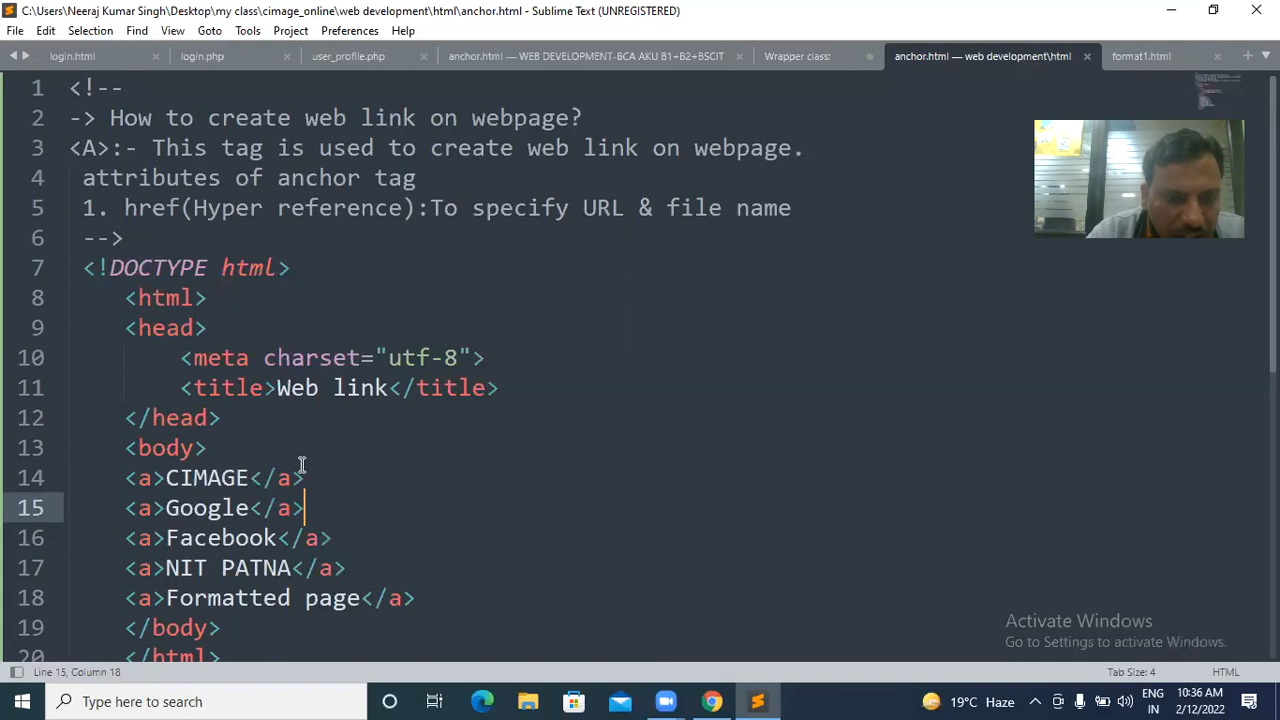 C:\Users\Neeraj Kumar Singh\Desktop\my class\cimage_online\web development\html\anchor.html - Sublime Text (UNREGISTERED)
File Edit Selection Find View Goto Tools Project Preferences Help
login.html login.php user_profile.php anchor.html — WEB DEVELOPMENT-BCA AKU B1+B2+BSCIT Wrapper class: anchor.html — web development\html format1.html
1 <!--
2 -> How to create web link on webpage?
3 <A>:- This tag is used to create web link on webpage.
4 attributes of anchor tag
5 1. href(Hyper reference):To specify URL & file name
6 -->
7 <!DOCTYPE html>
8 <html>
9 <head>
10 <meta charset="utf-8">
11 <title>Web link</title>
12 </head>
13 <body>
14 <a>CIMAGE</a>
15 <a>Google</a>
16 <a>Facebook</a>
17 <a>NIT PATNA</a>
18 <a>Formatted page</a>
19 </body>
20 </html>
Activate Windows
Go to Settings to activate Windows.
Line 15, Column 18 Tab Size: 4 HTML
Type here to search 19°C Haze ENG IN 10:36 AM 2/12/2022